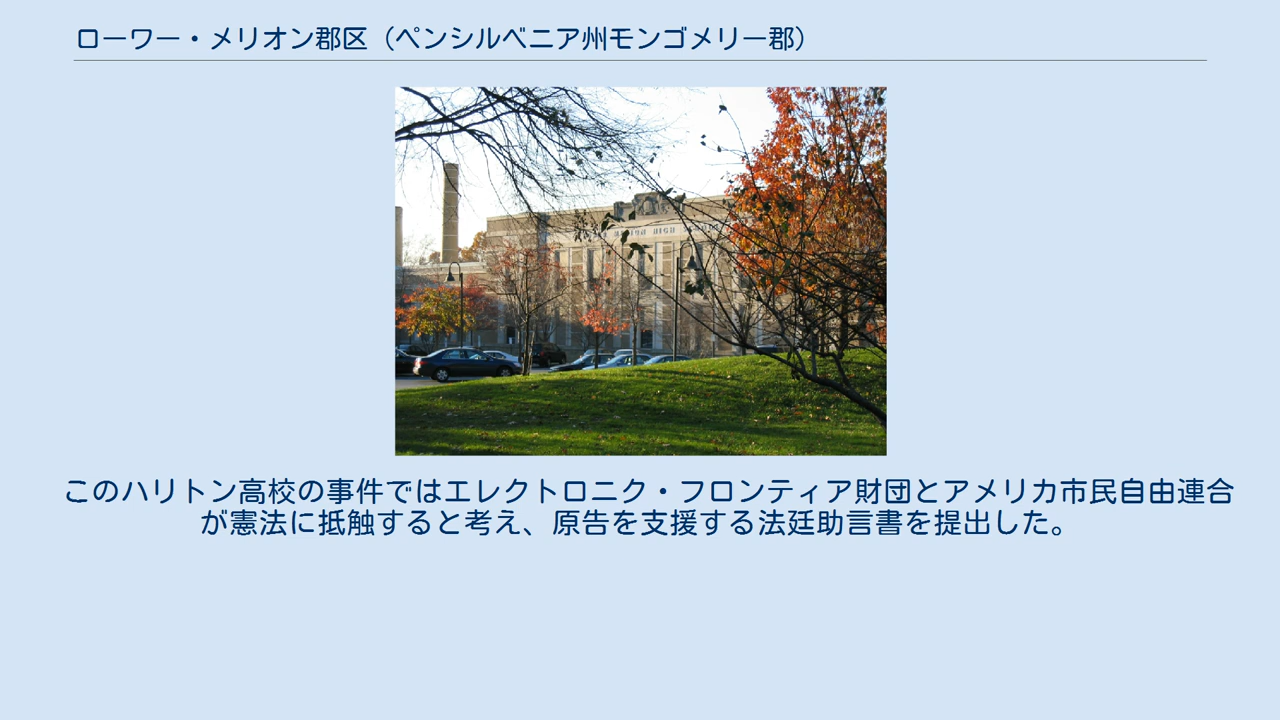 ローワー・メリオン郡区（ペンシルベニア州モンゴメリー郡）
MERION HIGH
このハリトン高校の事件ではエレクトロニク・フロンティア財団とアメリカ市民自由連合
が憲法に抵触すると考え、原告を支援する法廷助言書を提出した。